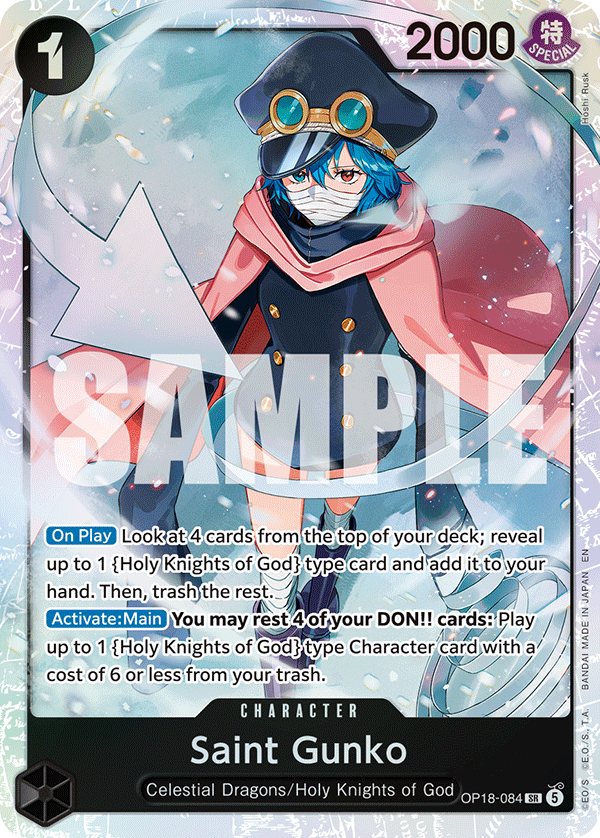 1
2000
特
SPECIAL
Hoshi Rusk
SAMPLE
On Play Look at 4 cards from the top of your deck; reveal
up to 1 {Holy Knights of God} type card and add it to your
hand. Then, trash the rest.
Activate:Main You may rest 4 of your DON!! cards: Play
up to 1 {Holy Knights of God} type Character card with a
cost of 6 or less from your trash.
CHARACTER
Saint Gunko
Celestial Dragons/Holy Knights of God
OP18-084 SR 5
©E.O./S ©E.O./S, T.A. BANDAI MADE IN JAPAN EN